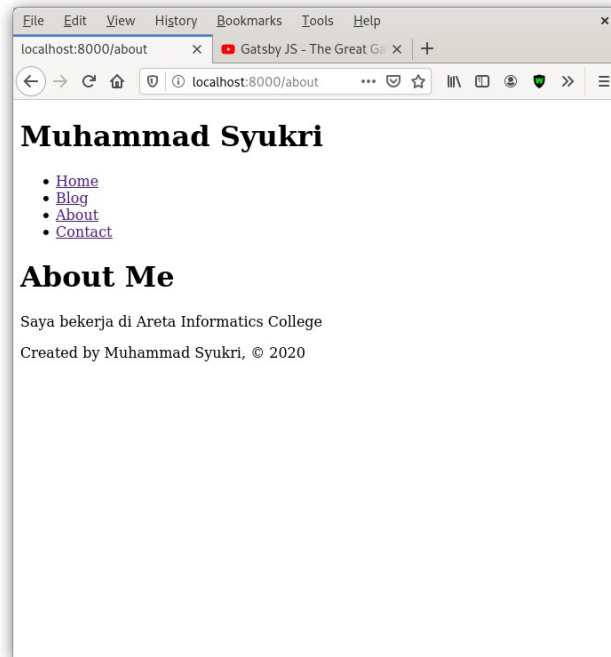 File Edit View History Bookmarks Tools Help
localhost:8000/about
Gatsby JS - The Great Ga
localhost:8000/about
Muhammad Syukri
Home
Blog
About
Contact
About Me
Saya bekerja di Areta Informatics College
Created by Muhammad Syukri, © 2020